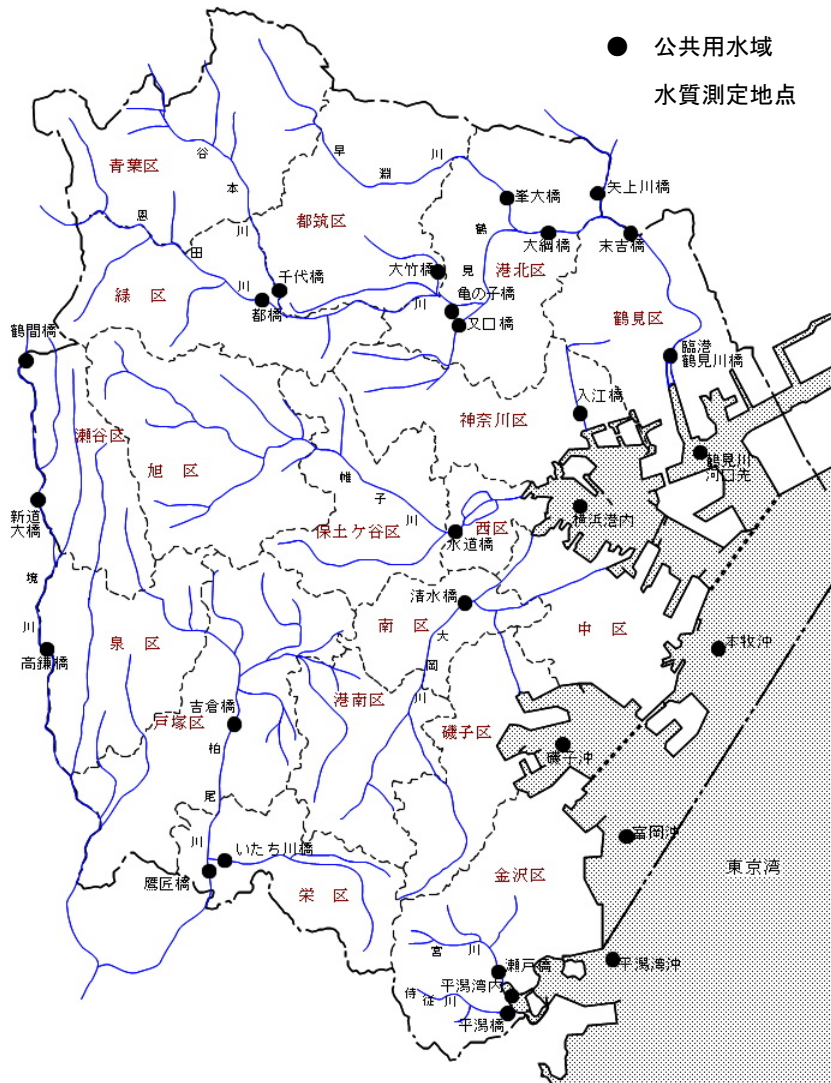 公共用水域
水質測定地点
青葉区
谷本川
早淵川
恩田川
都筑区
峯大橋
矢上川橋
鶴見川
大綱橋
末吉橋
港北区
大竹橋
千代橋
緑 区
都橋
亀の子橋
又口橋
鶴見区
鶴間橋
臨港
鶴見川橋
入江橋
神奈川区
瀬谷区
旭 区
鶴見川
河口先
帷子川
新道
大橋
保土ケ谷区
西区
水道橋
横浜港内
境川
清水橋
南 区
大岡川
中 区
泉 区
高鎌橋
本牧沖
吉倉橋
戸塚区
港南区
磯子区
磯子沖
柏尾川
富岡沖
いたち川橋
鷹匠橋
栄 区
金沢区
東京湾
宮川
瀬戸橋
平潟湾沖
平潟湾内
侍従川
平潟橋